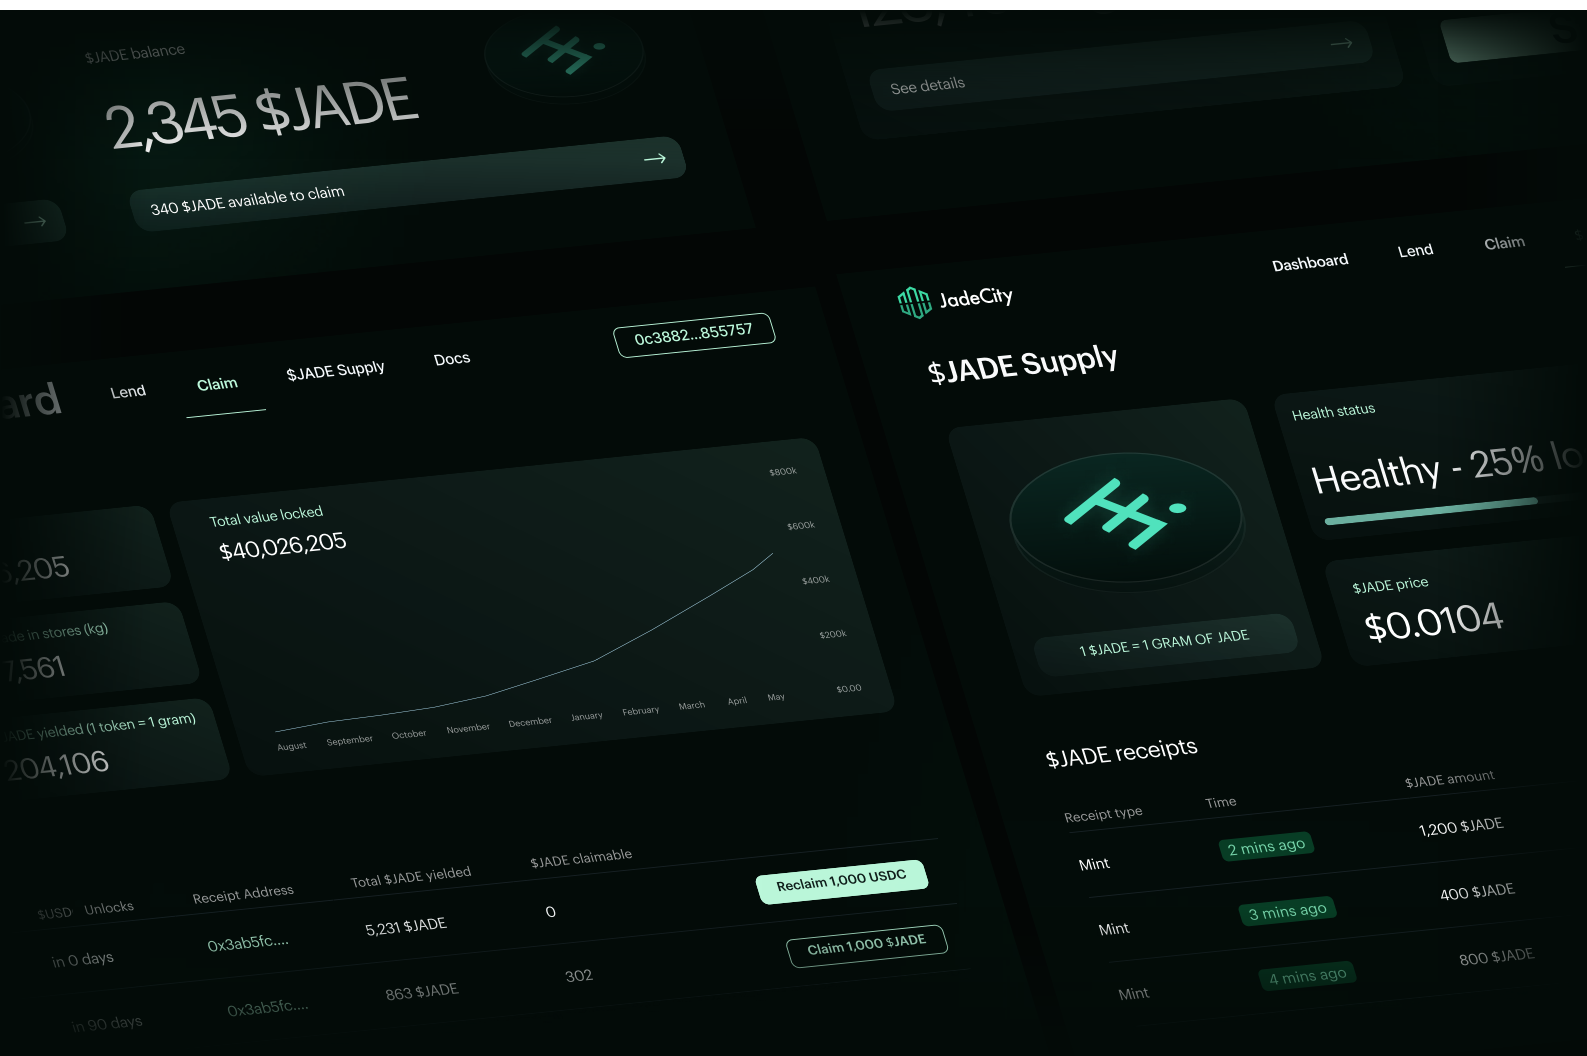 $JADE balance
2,345 $JADE
340 $JADE available to claim
See details
ard
Lend
Claim
$JADE Supply
Docs
0c3882...855757
5,205
de in stores (kg)
7,561
JADE yielded (1 token = 1 gram)
204,106
Total value locked
$40,026,205
$800k
$600k
$400k
$200k
$0.00
August
September
October
November
December
January
February
March
April
May
$USD
Unlocks
Receipt Address
Total $JADE yielded
$JADE claimable
in 0 days
0x3ab5fc....
5,231 $JADE
0
Reclaim 1,000 USDC
in 90 days
0x3ab5fc....
863 $JADE
302
Claim 1,000 $JADE
JadeCity
Dashboard
Lend
Claim
$JADE Supply
1 $JADE = 1 GRAM OF JADE
Health status
Healthy - 25% lo
$JADE price
$0.0104
$JADE receipts
Receipt type
Time
$JADE amount
Mint
2 mins ago
1,200 $JADE
Mint
3 mins ago
400 $JADE
Mint
4 mins ago
800 $JADE